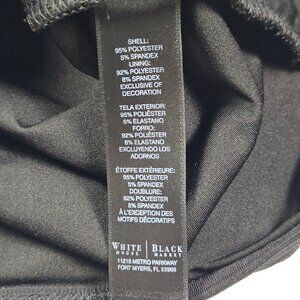 SHELL:
95% POLYESTER
5% SPANDEX
LINING:
92% POLYESTER
8% SPANDEX
EXCLUSIVE OF
DECORATION
TELA EXTERIOR:
95% POLIÉSTER
5% ELASTANO
FORRO:
92% POLIÉSTER
8% ELASTANO
EXCLUYENDO LOS
ADORNOS
ÉTOFFE EXTÉRIEURE:
95% POLYESTER
5% SPANDEX
DOUBLURE:
92% POLYESTER
8% SPANDEX
À L'EXCEPTION DES
MOTIFS DÉCORATIFS
WHITE | BLACK
HOUSE | MARKET
11215 METRO PARKWAY
FORT MYERS, FL 33966